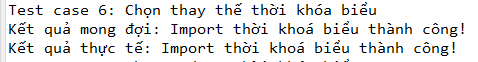 Test case 6: Chọn thay thế thời khóa biểu
Kết quả mong đợi: Import thời khoá biểu thành công!
Kết quả thực tế: Import thời khoá biểu thành công!